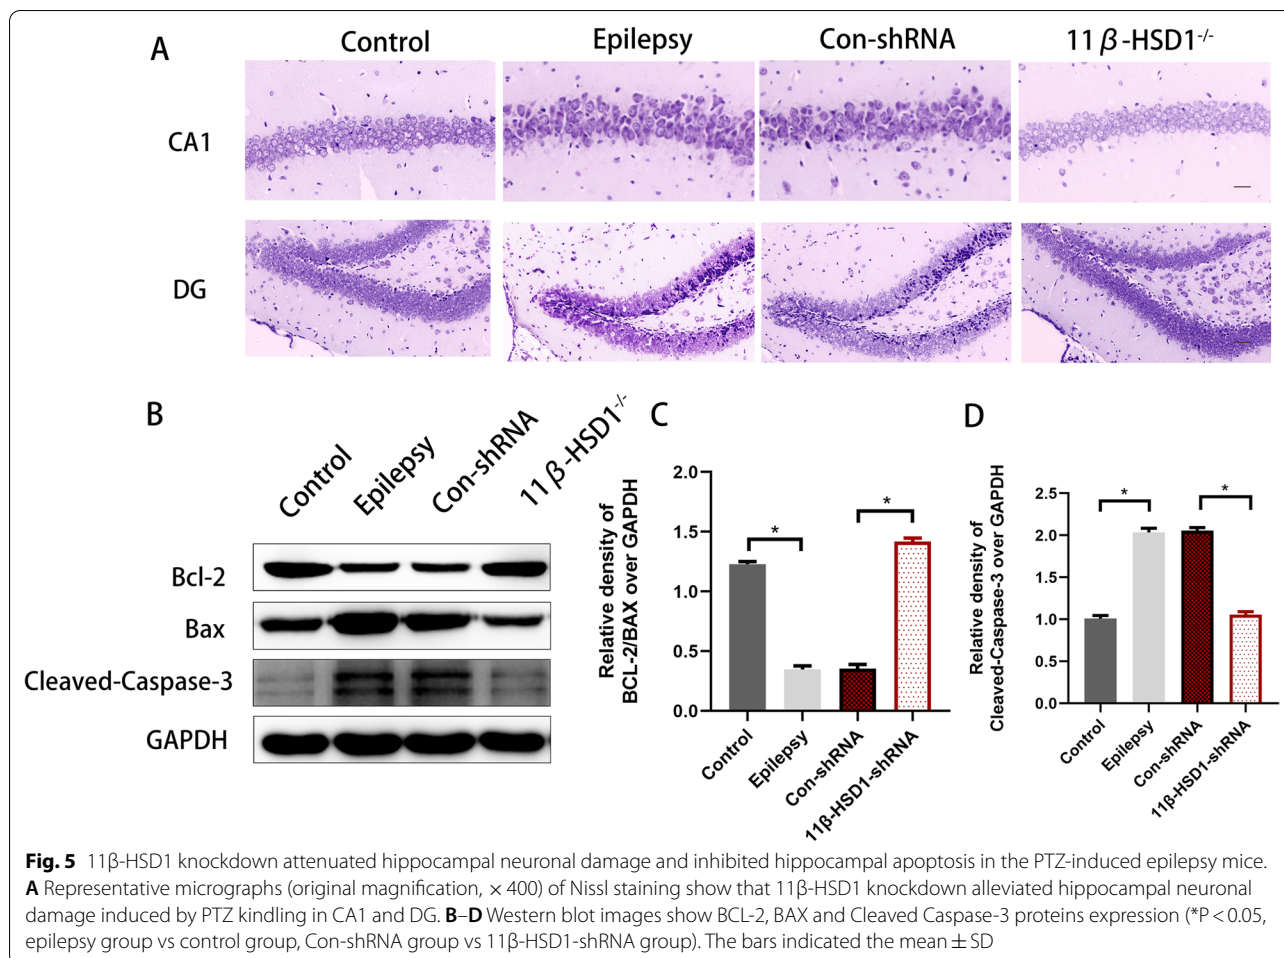 A
Control
Epilepsy
Con-shRNA
11β-HSD1-/-
CA1
DG
B
Control
Epilepsy
Con-shRNA
11β-HSD1-/-
Bcl-2
Bax
Cleaved-Caspase-3
GAPDH
C
Relative density of
BCL-2/BAX over GAPDH
2.0
1.5
1.0
0.5
0.0
*
*
Control
Epilepsy
Con-shRNA
11β-HSD1-shRNA
D
Relative density of
Cleaved-Caspase-3 over GAPDH
2.5
2.0
1.5
1.0
0.5
0.0
*
*
Control
Epilepsy
Con-shRNA
11β-HSD1-shRNA
Fig. 5 11β-HSD1 knockdown attenuated hippocampal neuronal damage and inhibited hippocampal apoptosis in the PTZ-induced epilepsy mice.
A Representative micrographs (original magnification, × 400) of Nissl staining show that 11β-HSD1 knockdown alleviated hippocampal neuronal
damage induced by PTZ kindling in CA1 and DG. B–D Western blot images show BCL-2, BAX and Cleaved Caspase-3 proteins expression (*P < 0.05,
epilepsy group vs control group, Con-shRNA group vs 11β-HSD1-shRNA group). The bars indicated the mean ± SD